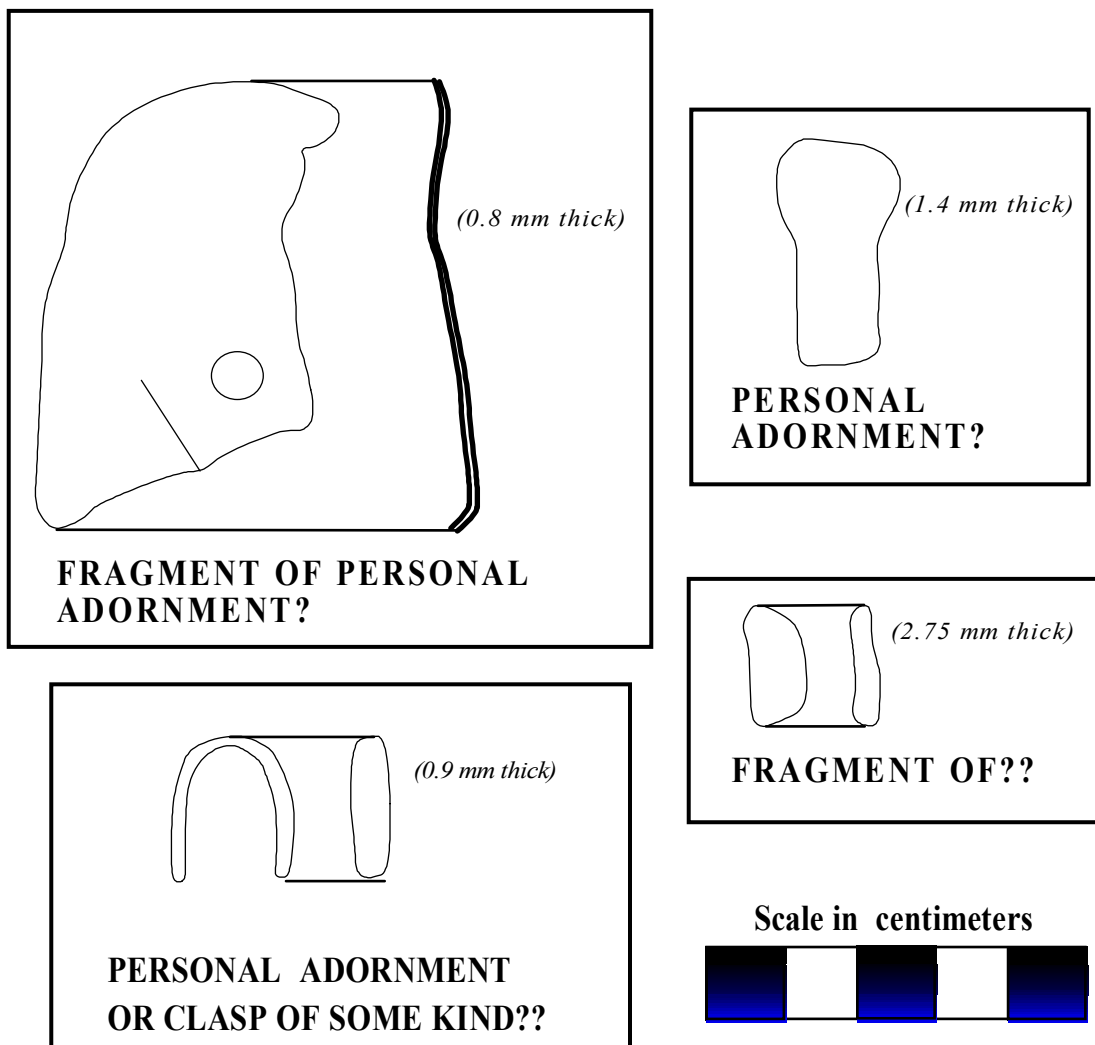 (0.8 mm thick)
FRAGMENT OF PERSONAL
ADORNMENT?
(1.4 mm thick)
PERSONAL
ADORNMENT?
(2.75 mm thick)
FRAGMENT OF??
(0.9 mm thick)
PERSONAL ADORNMENT
OR CLASP OF SOME KIND??
Scale in centimeters